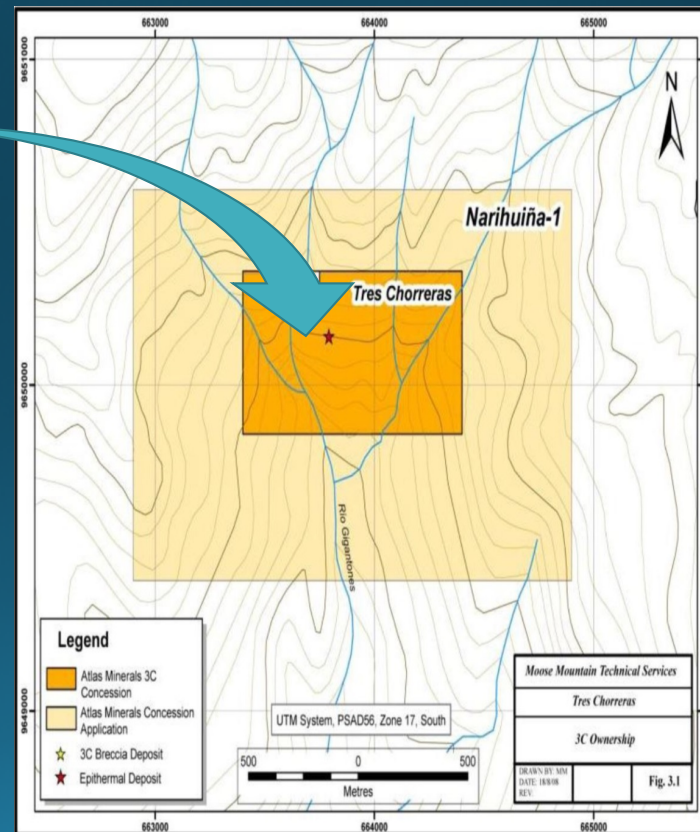 663000 664000 665000
9651000
N
Narihuiña-1
Tres Chorreras
9650000
Rio Gigantones
Legend
Atlas Minerals 3C
Concession
Atlas Minerals Concession
Application
3C Breccia Deposit
Epithermal Deposit
9649000
UTM System, PSAD56, Zone 17, South
500 0 500
Metres
Moose Mountain Technical Services
Tres Chorreras
3C Ownership
DRAWN BY: MM
DATE: 18/8/08
REV:
Fig. 3.1
663000 664000 665000